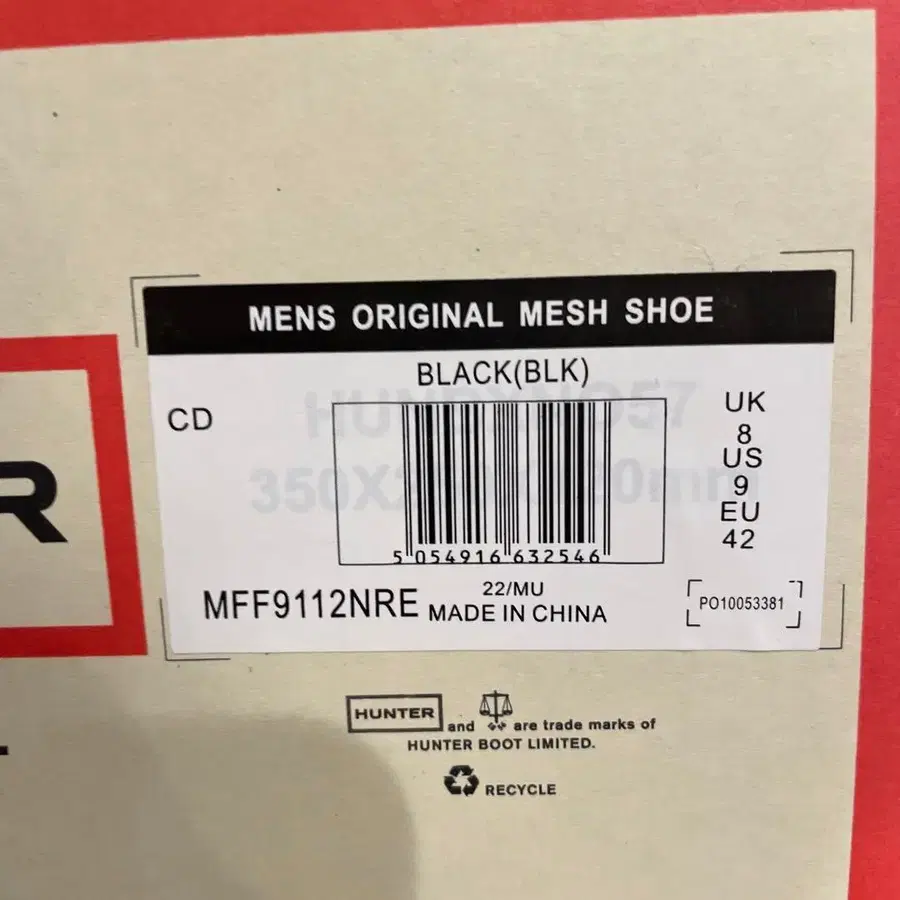 MENS ORIGINAL MESH SHOE
BLACK(BLK)
CD
UK
8
US
9
EU
42
5 054916 632546
MFF9112NRE
22/MU
MADE IN CHINA
PO10053381
R
HUNTER and are trade marks of
HUNTER BOOT LIMITED.
RECYCLE